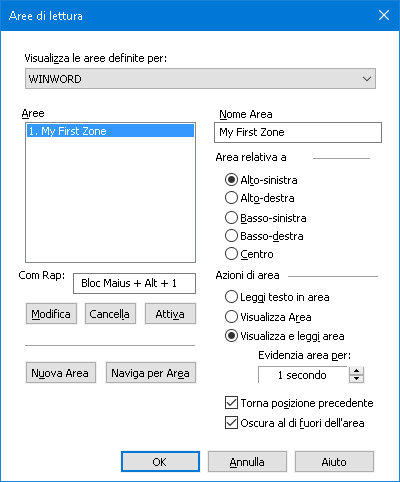 Aree di lettura
Visualizza le aree definite per:
WINWORD
Aree
1. My First Zone
Com Rap:
Bloc Maius + Alt + 1
Modifica
Cancella
Attiva
Nuova Area
Naviga per Area
Nome Area
My First Zone
Area relativa a
Alto-sinistra
Alto-destra
Basso-sinistra
Basso-destra
Centro
Azioni di area
Leggi testo in area
Visualizza Area
Visualizza e leggi area
Evidenzia area per:
1 secondo
Torna posizione precedente
Oscura al di fuori dell'area
OK
Annulla
Aiuto